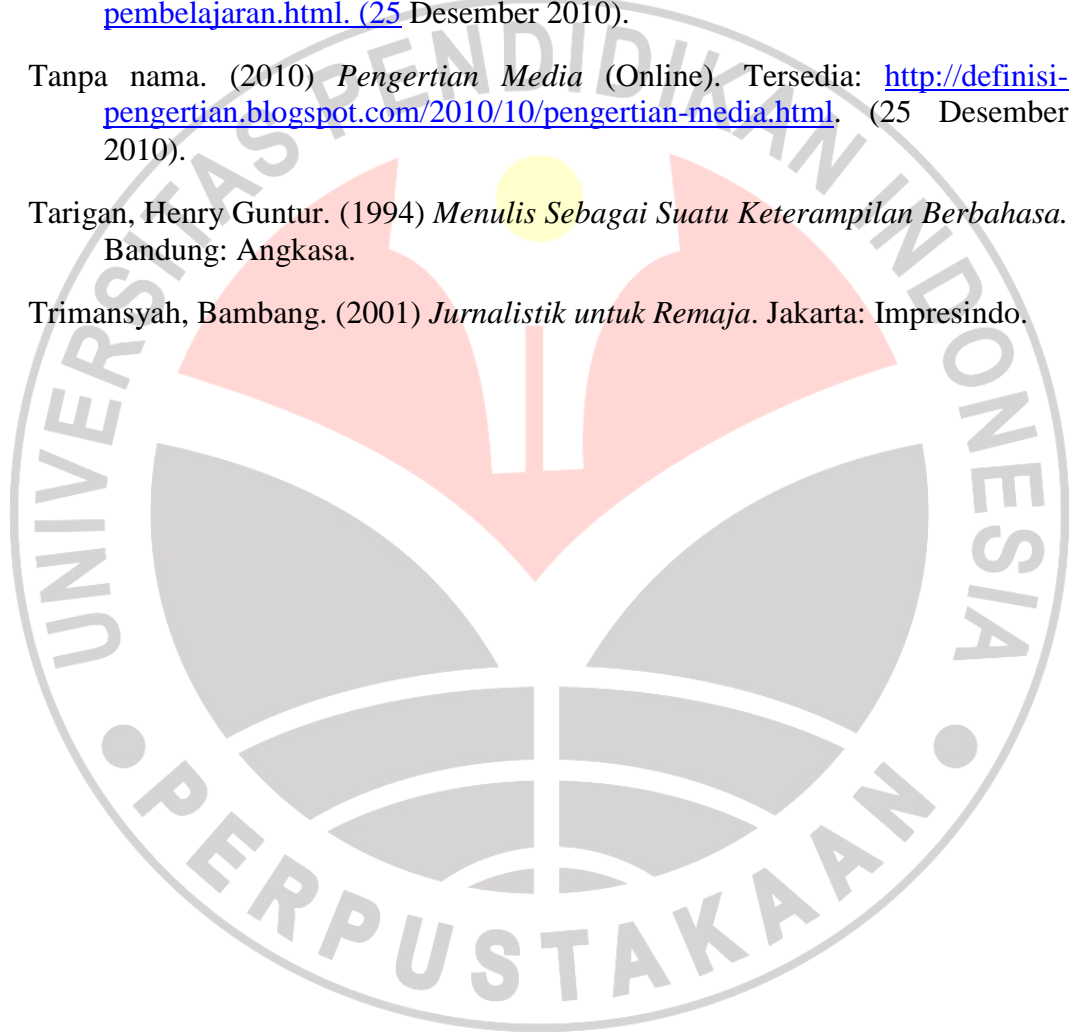 pembelajaran.html. (25 Desember 2010).
Tanpa nama. (2010) Pengertian Media (Online). Tersedia: http://definisi-
pengertian.blogspot.com/2010/10/pengertian-media.html. (25 Desember
2010).
Tarigan, Henry Guntur. (1994) Menulis Sebagai Suatu Keterampilan Berbahasa.
Bandung: Angkasa.
Trimansyah, Bambang. (2001) Jurnalistik untuk Remaja. Jakarta: Impresindo.
UNIVERSITAS PENDIDIKAN INDONESIA
PERPUSTAKAAN